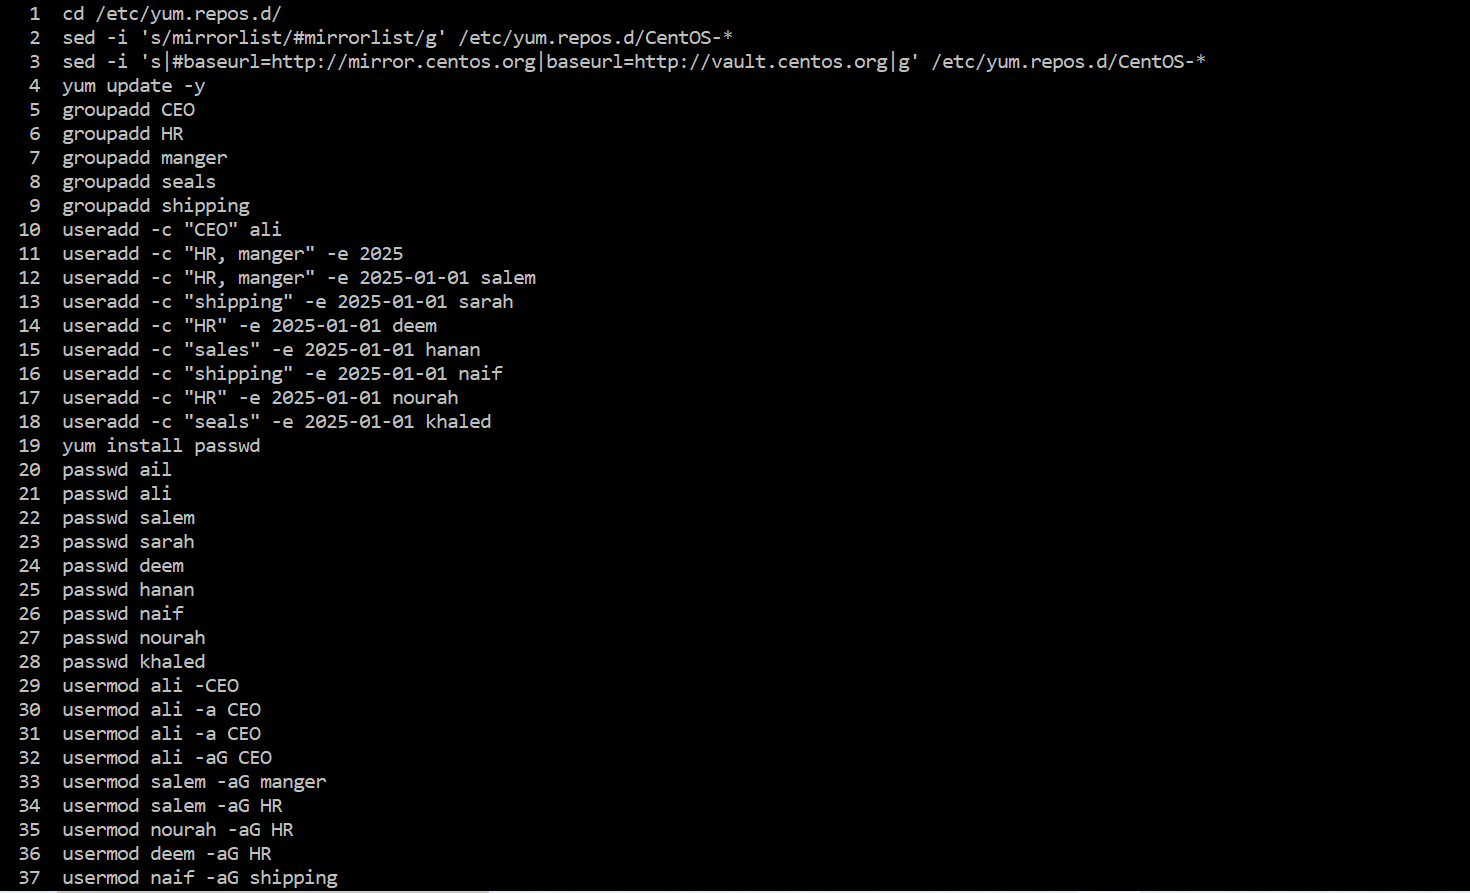 1 cd /etc/yum.repos.d/
2 sed -i 's/mirrorlist/#mirrorlist/g' /etc/yum.repos.d/CentOS-*
3 sed -i 's|#baseurl=http://mirror.centos.org|baseurl=http://vault.centos.org|g' /etc/yum.repos.d/CentOS-*
4 yum update -y
5 groupadd CEO
6 groupadd HR
7 groupadd manger
8 groupadd seals
9 groupadd shipping
10 useradd -c "CEO" ali
11 useradd -c "HR, manger" -e 2025
12 useradd -c "HR, manger" -e 2025-01-01 salem
13 useradd -c "shipping" -e 2025-01-01 sarah
14 useradd -c "HR" -e 2025-01-01 deem
15 useradd -c "sales" -e 2025-01-01 hanan
16 useradd -c "shipping" -e 2025-01-01 naif
17 useradd -c "HR" -e 2025-01-01 nourah
18 useradd -c "seals" -e 2025-01-01 khaled
19 yum install passwd
20 passwd ail
21 passwd ali
22 passwd salem
23 passwd sarah
24 passwd deem
25 passwd hanan
26 passwd naif
27 passwd nourah
28 passwd khaled
29 usermod ali -CEO
30 usermod ali -a CEO
31 usermod ali -a CEO
32 usermod ali -aG CEO
33 usermod salem -aG manger
34 usermod salem -aG HR
35 usermod nourah -aG HR
36 usermod deem -aG HR
37 usermod naif -aG shipping